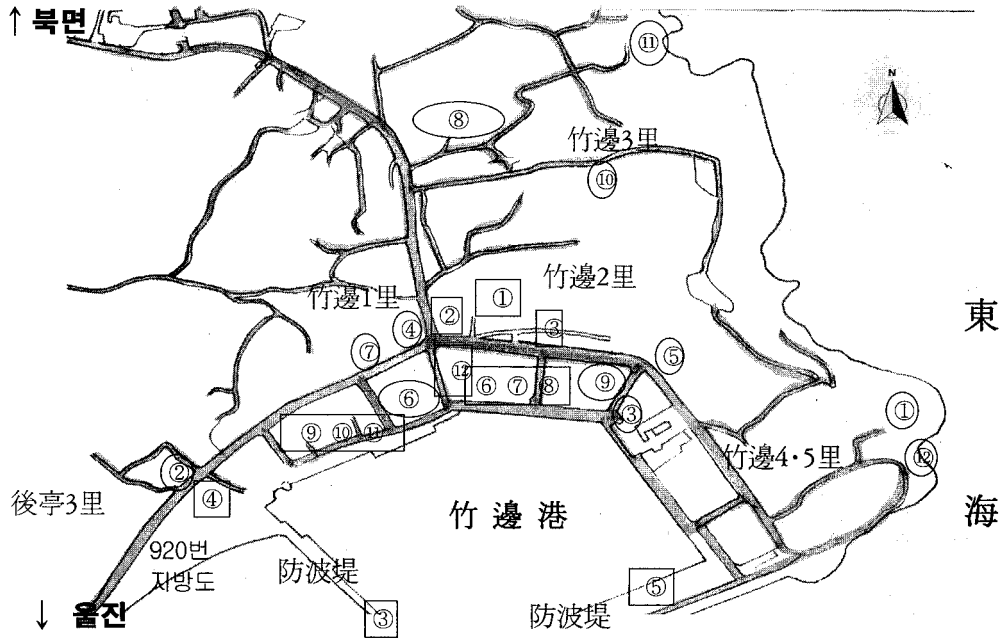 ↑ 북면
⑪
N
⑧
竹邊3里
⑩
竹邊2里
竹邊1里
①
②
③
④
東
⑦
⑤
⑫
⑥ ⑦ ⑧
⑨
⑥
③
①
⑨ ⑩ ⑪
竹邊4·5里
⑫
②
④
後亭3里
竹邊港
海
920번
지방도
防波堤
⑤
↓ 울진
③
防波堤